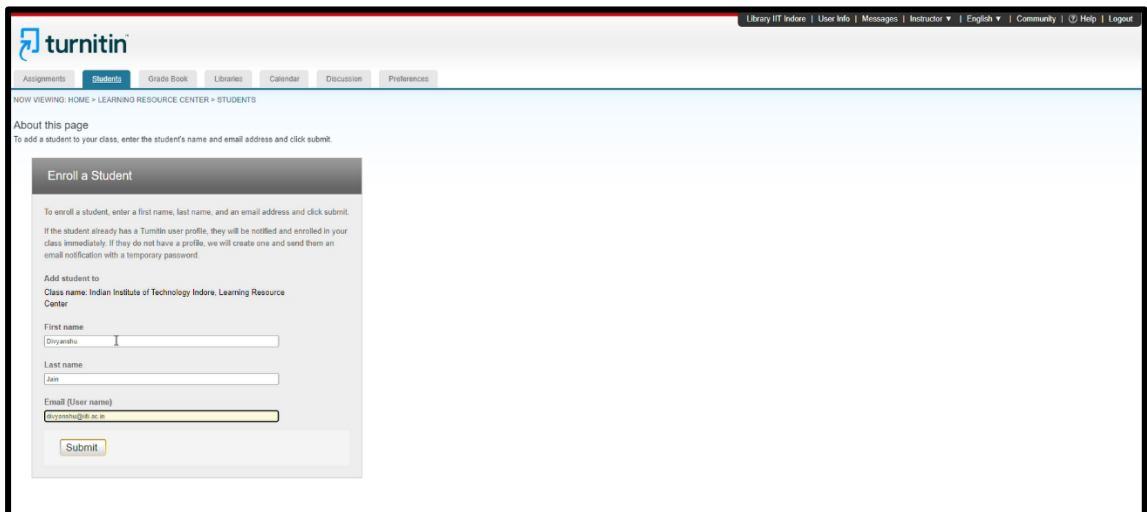 Library IIT Indore | User Info | Messages | Instructor ▼ | English ▼ | Community | ? Help | Logout
turnitin
Assignments Students Grade Book Libraries Calendar Discussion Preferences
NOW VIEWING: HOME > LEARNING RESOURCE CENTER > STUDENTS
About this page
To add a student to your class, enter the student's name and email address and click submit.
Enroll a Student
To enroll a student, enter a first name, last name, and an email address and click submit.
If the student already has a Turnitin user profile, they will be notified and enrolled in your
class immediately. If they do not have a profile, we will create one and send them an
email notification with a temporary password.
Add student to
Class name: Indian Institute of Technology Indore, Learning Resource
Center
First name
Divyanshu
Last name
Jain
Email (User name)
divyanshu@iiti.ac.in
Submit